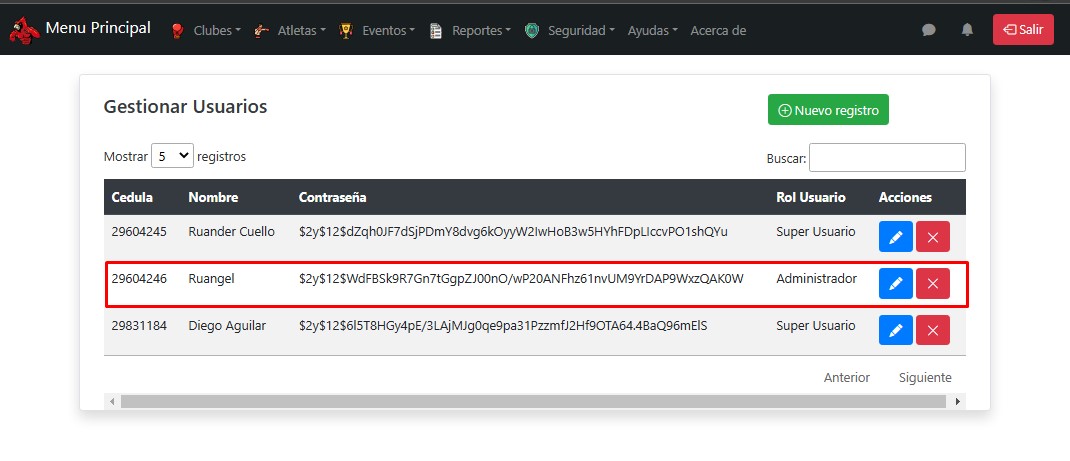 Menu Principal Clubes Atletas Eventos Reportes Seguridad Ayudas Acerca de Salir
Gestionar Usuarios
Nuevo registro
Mostrar 5 registros
Buscar:
Cedula Nombre Contraseña Rol Usuario Acciones
29604245 Ruander Cuello $2y$12$dZqh0JF7dSjPDmY8dvg6kOyyW2IwHoB3w5HYhFDpLIccvPO1shQYu Super Usuario
29604246 Ruangel $2y$12$WdFBSk9R7Gn7tGgpZJ00nO/wP20ANFhz61nvUM9YrDAP9WxzQAK0W Administrador
29831184 Diego Aguilar $2y$12$6l5T8HGy4pE/3LAjMJg0qe9pa31PzzmfJ2Hf9OTA64.4BaQ96mElS Super Usuario
Anterior Siguiente